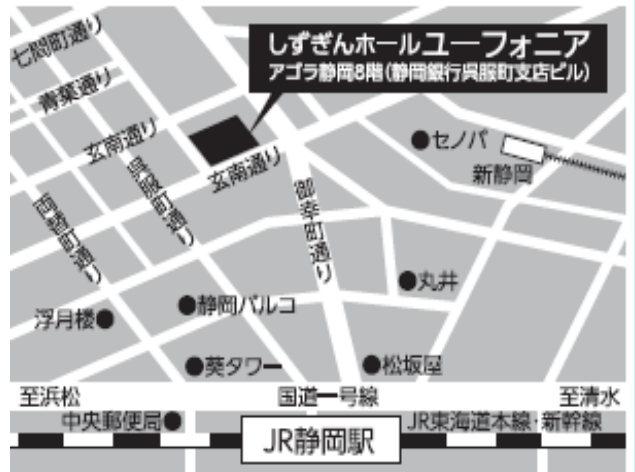 しずぎんホールユーフォニア
アゴラ静岡8階(静岡銀行呉服町支店ビル)
七間町通り
青葉通り
玄南通り
玄南通り
呉服町通り
両替町通り
御幸町通り
●セノバ
新静岡
●丸井
●静岡パルコ
浮月楼●
●葵タワー
●松坂屋
至浜松
国道一号線
至清水
中央郵便局●
JR東海道本線・新幹線
JR静岡駅